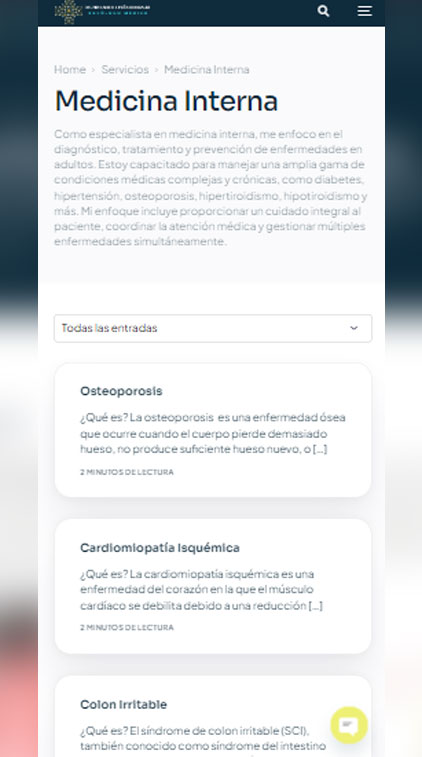 Home > Servicios > Medicina Interna
Medicina Interna
Como especialista en medicina interna, me enfoco en el
diagnóstico, tratamiento y prevención de enfermedades en
adultos. Estoy capacitado para manejar una amplia gama de
condiciones médicas complejas y crónicas, como diabetes,
hipertensión, osteoporosis, hipertiroidismo, hipotiroidismo y
más. Mi enfoque incluye proporcionar un cuidado integral al
paciente, coordinar la atención médica y gestionar múltiples
enfermedades simultáneamente.
Todas las entradas
Osteoporosis
¿Qué es? La osteoporosis es una enfermedad ósea
que ocurre cuando el cuerpo pierde demasiado
hueso, no produce suficiente hueso nuevo, o [...]
2 MINUTOS DE LECTURA
Cardiomiopatía Isquémica
¿Qué es? La cardiomiopatía isquémica es una
enfermedad del corazón en la que el músculo
cardíaco se debilita debido a una reducción [...]
2 MINUTOS DE LECTURA
Colon Irritable
¿Qué es? El síndrome de colon irritable (SCI),
también conocido como síndrome del intestino